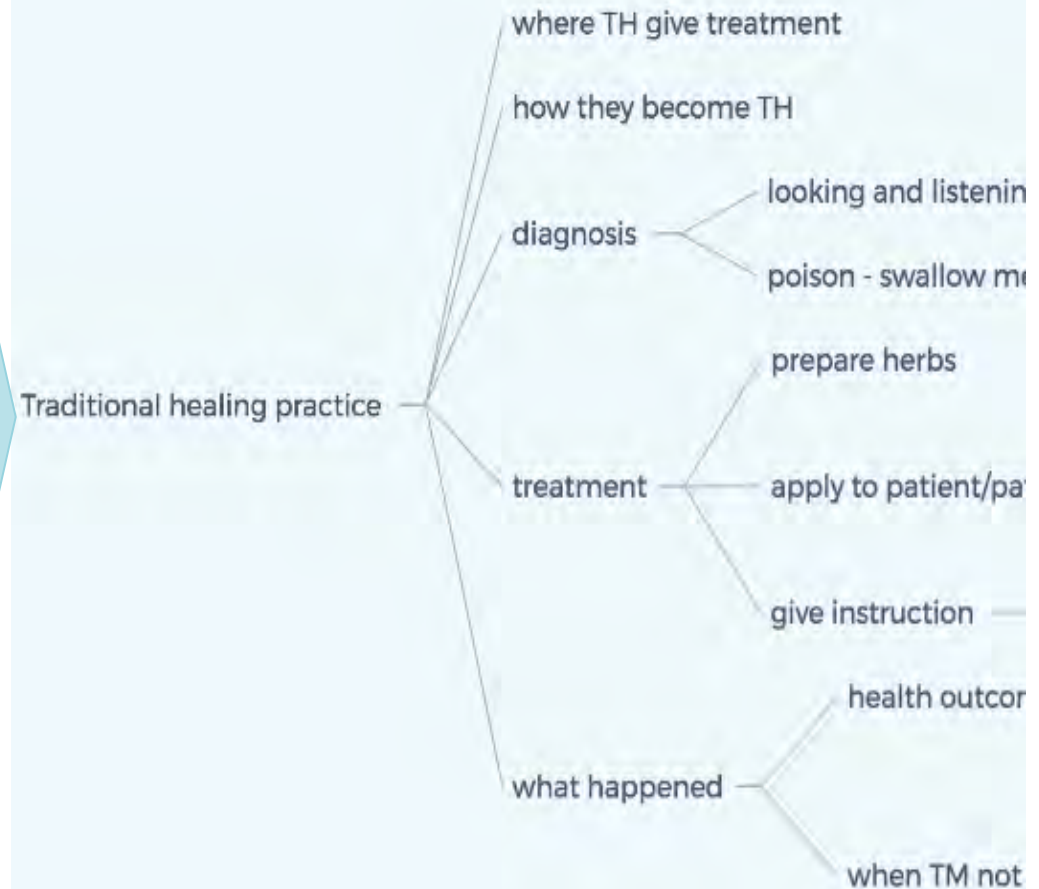 where TH give treatment
how they become TH
looking and listenin
diagnosis
poison - swallow me
prepare herbs
Traditional healing practice
treatment
apply to patient/pa
give instruction
health outcor
what happened
when TM not